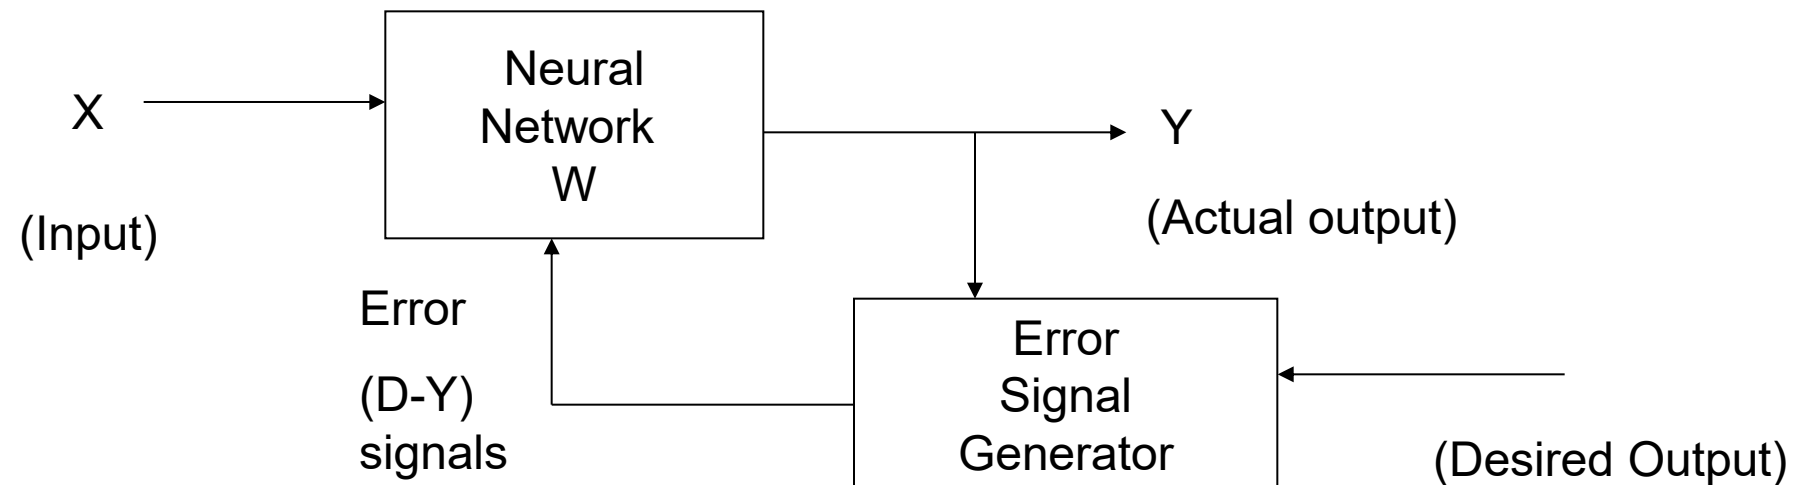 Neural
Network
W
X
(Input)
Y
(Actual output)
Error
(D-Y)
signals
Error
Signal
Generator
(Desired Output)